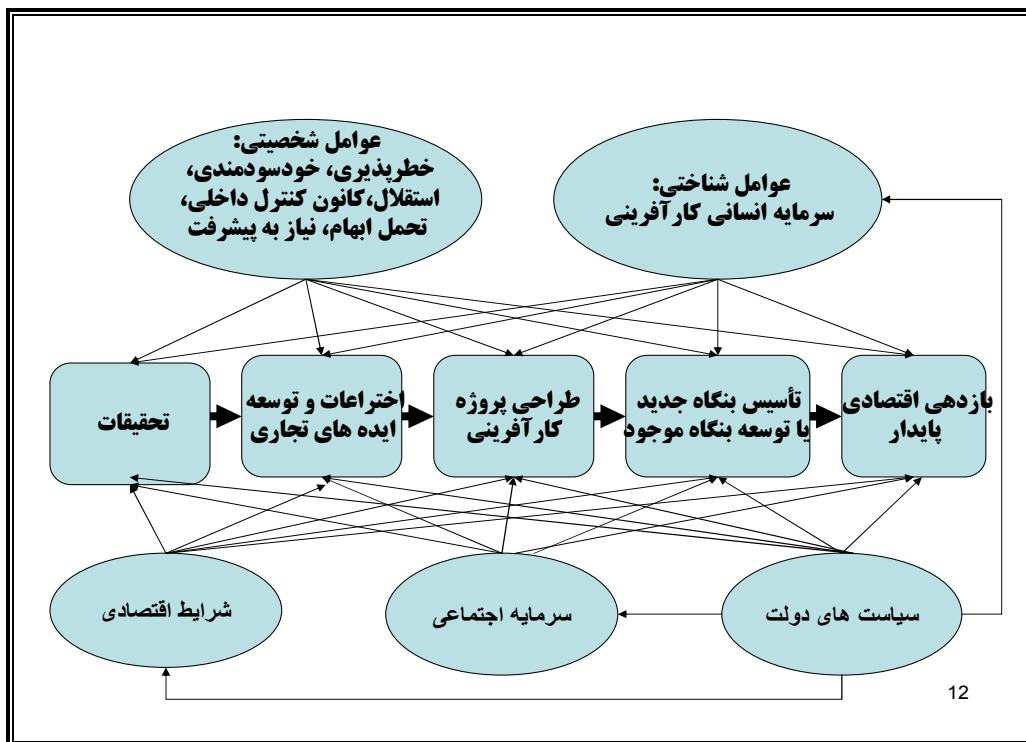 عوامل شخصیتی:
خطرپذیری، خودسودمندی،
استقلال،کانون کنترل داخلی،
تحمل ابهام، نیاز به پیشرفت
عوامل شناختی:
سرمایه انسانی کارآفرینی
تحقیقات
اختراعات و توسعه
ایده های تجاری
طراحی پروژه
کارآفرینی
تأسیس بنگاه جدید
یا توسعه بنگاه موجود
بازدهی اقتصادی
پایدار
شرایط اقتصادی
سرمایه اجتماعی
سیاست های دولت
12